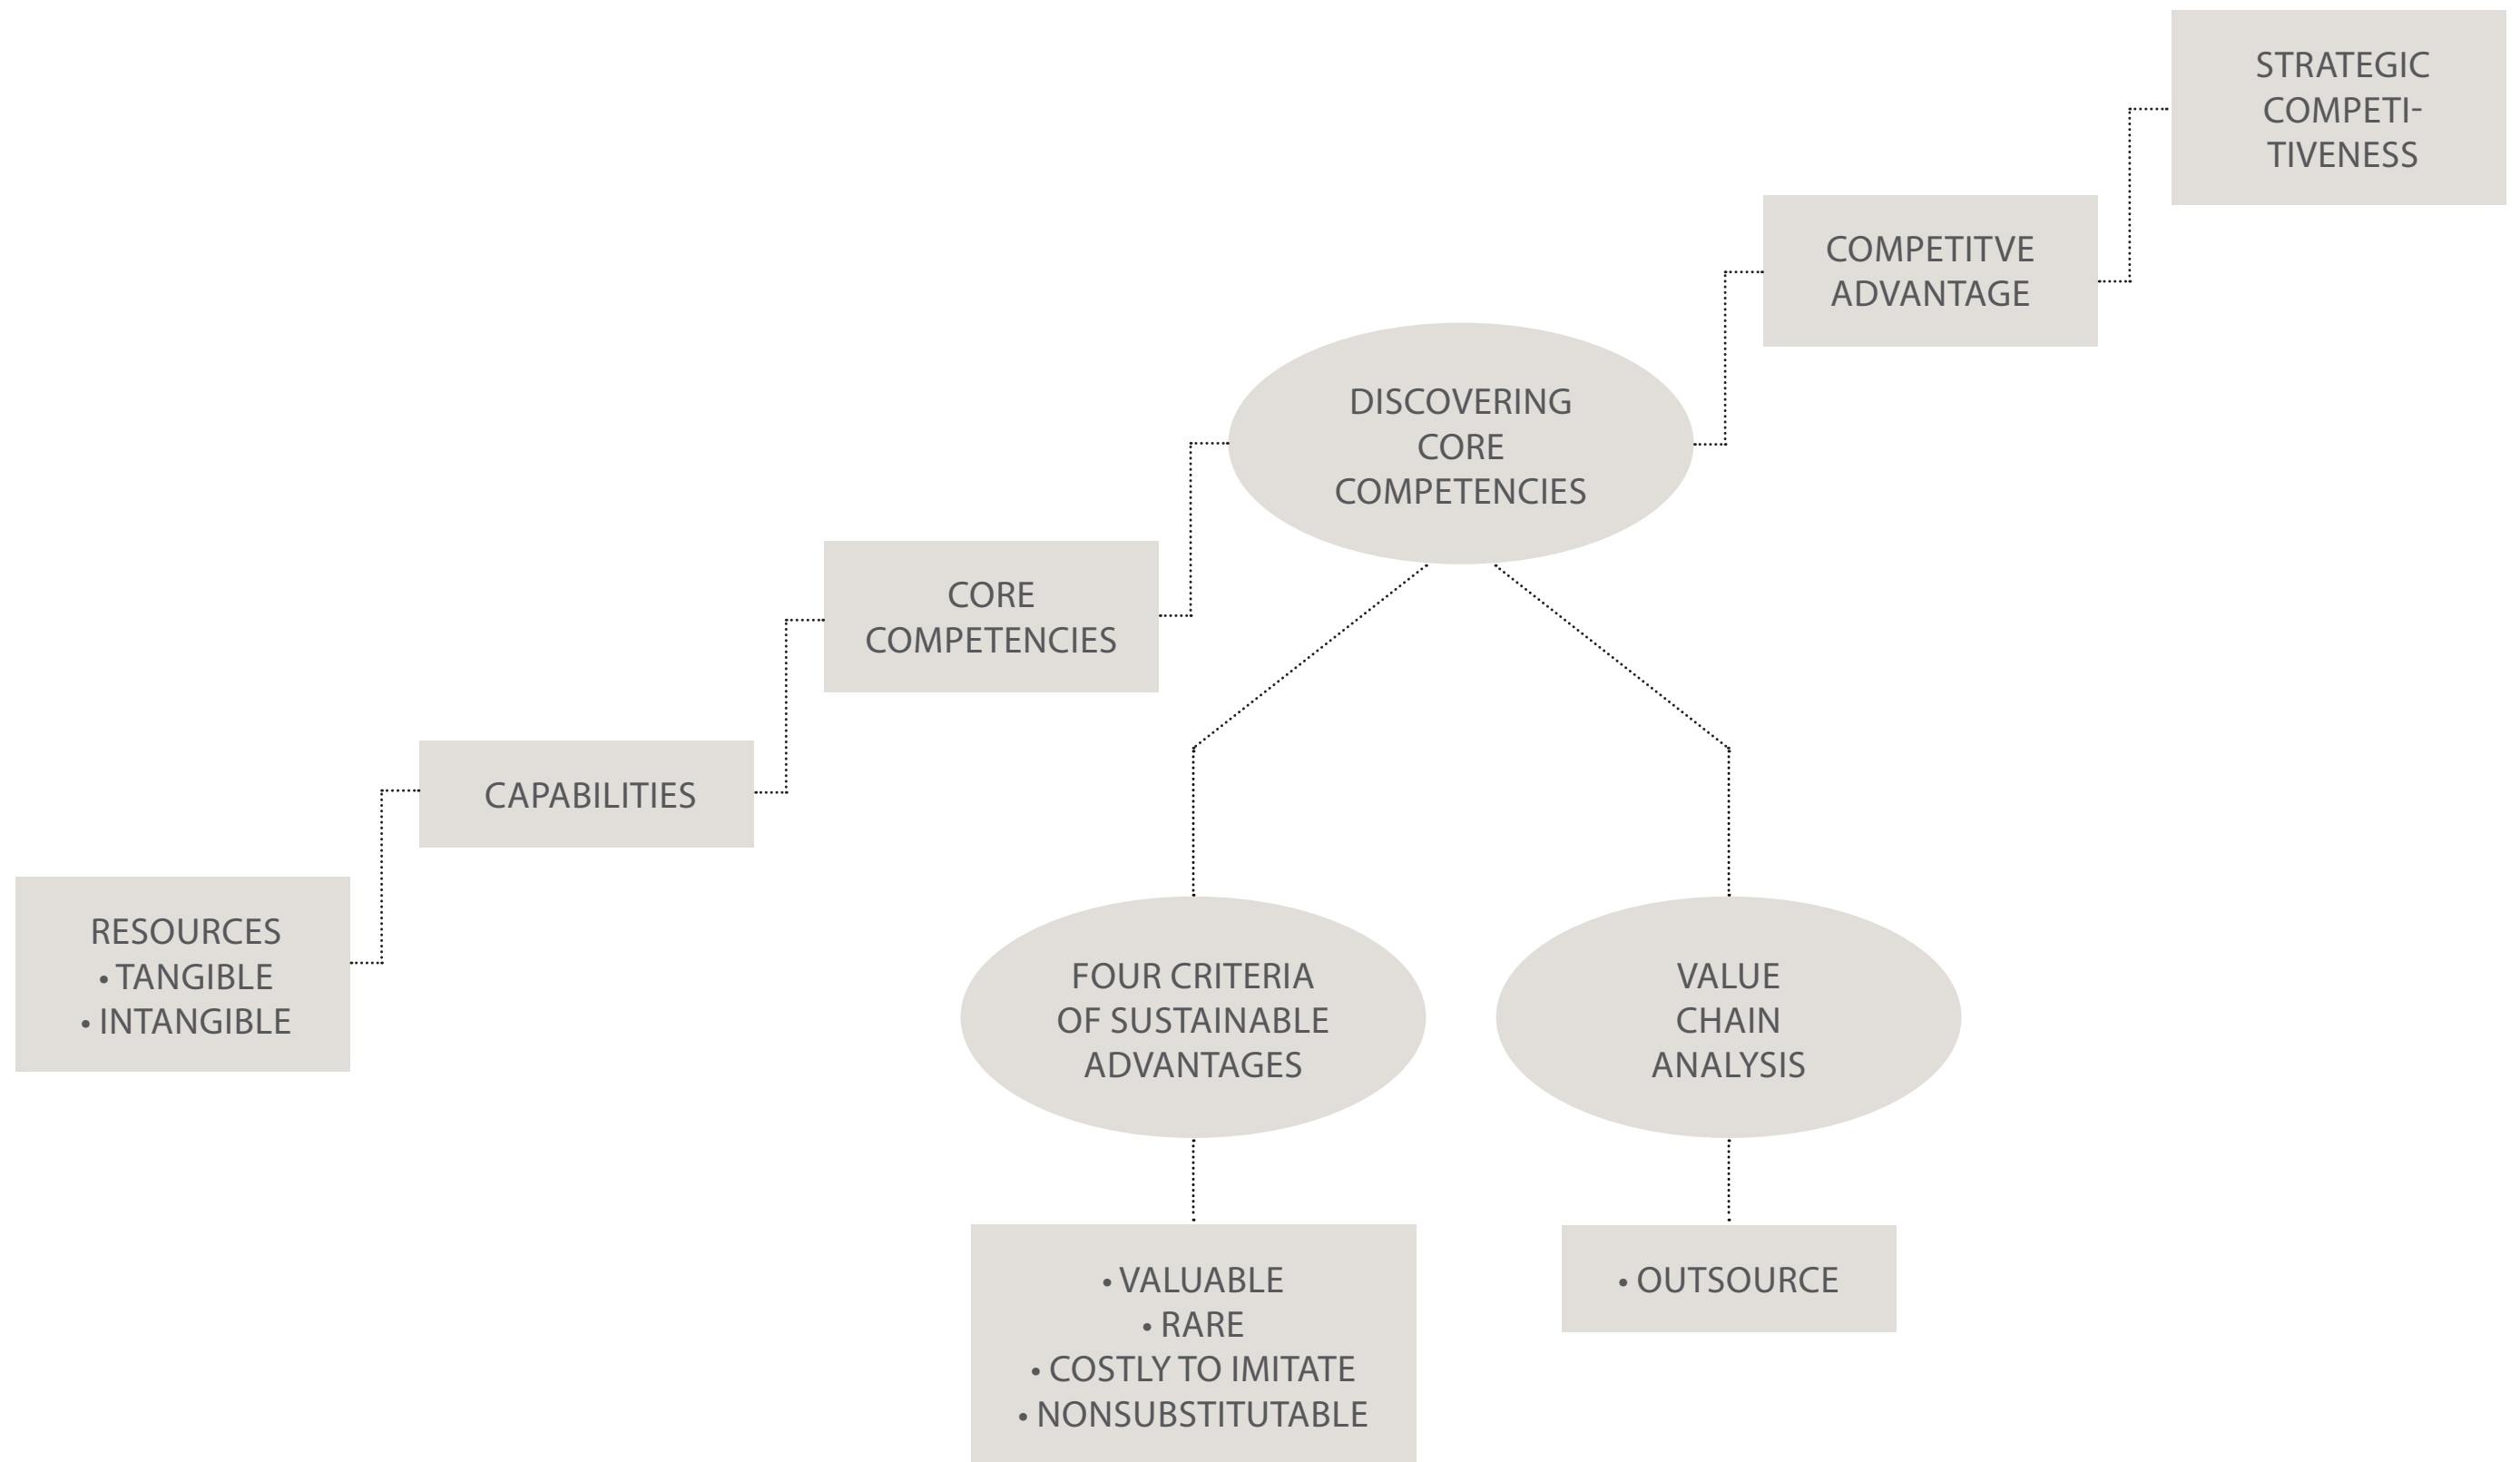 STRATEGIC
COMPETI-
TIVENESS
COMPETITVE
ADVANTAGE
DISCOVERING
CORE
COMPETENCIES
CORE
COMPETENCIES
CAPABILITIES
RESOURCES
• TANGIBLE
• INTANGIBLE
FOUR CRITERIA
OF SUSTAINABLE
ADVANTAGES
VALUE
CHAIN
ANALYSIS
• VALUABLE
• RARE
• COSTLY TO IMITATE
• NONSUBSTITUTABLE
• OUTSOURCE